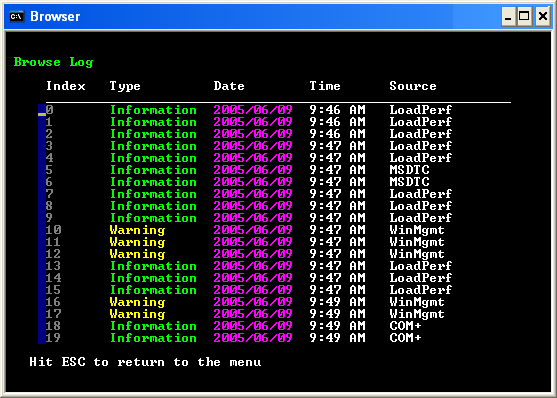 Browser
Browse Log
Index Type Date Time Source
0 Information 2005/06/09 9:46 AM LoadPerf
1 Information 2005/06/09 9:46 AM LoadPerf
2 Information 2005/06/09 9:46 AM LoadPerf
3 Information 2005/06/09 9:47 AM LoadPerf
4 Information 2005/06/09 9:47 AM LoadPerf
5 Information 2005/06/09 9:47 AM MSDTC
6 Information 2005/06/09 9:47 AM MSDTC
7 Information 2005/06/09 9:47 AM LoadPerf
8 Information 2005/06/09 9:47 AM LoadPerf
9 Information 2005/06/09 9:47 AM LoadPerf
10 Warning 2005/06/09 9:47 AM WinMgmt
11 Warning 2005/06/09 9:47 AM WinMgmt
12 Warning 2005/06/09 9:47 AM WinMgmt
13 Information 2005/06/09 9:47 AM LoadPerf
14 Information 2005/06/09 9:47 AM LoadPerf
15 Information 2005/06/09 9:47 AM LoadPerf
16 Warning 2005/06/09 9:49 AM WinMgmt
17 Warning 2005/06/09 9:49 AM WinMgmt
18 Information 2005/06/09 9:49 AM COM+
19 Information 2005/06/09 9:49 AM COM+
Hit ESC to return to the menu